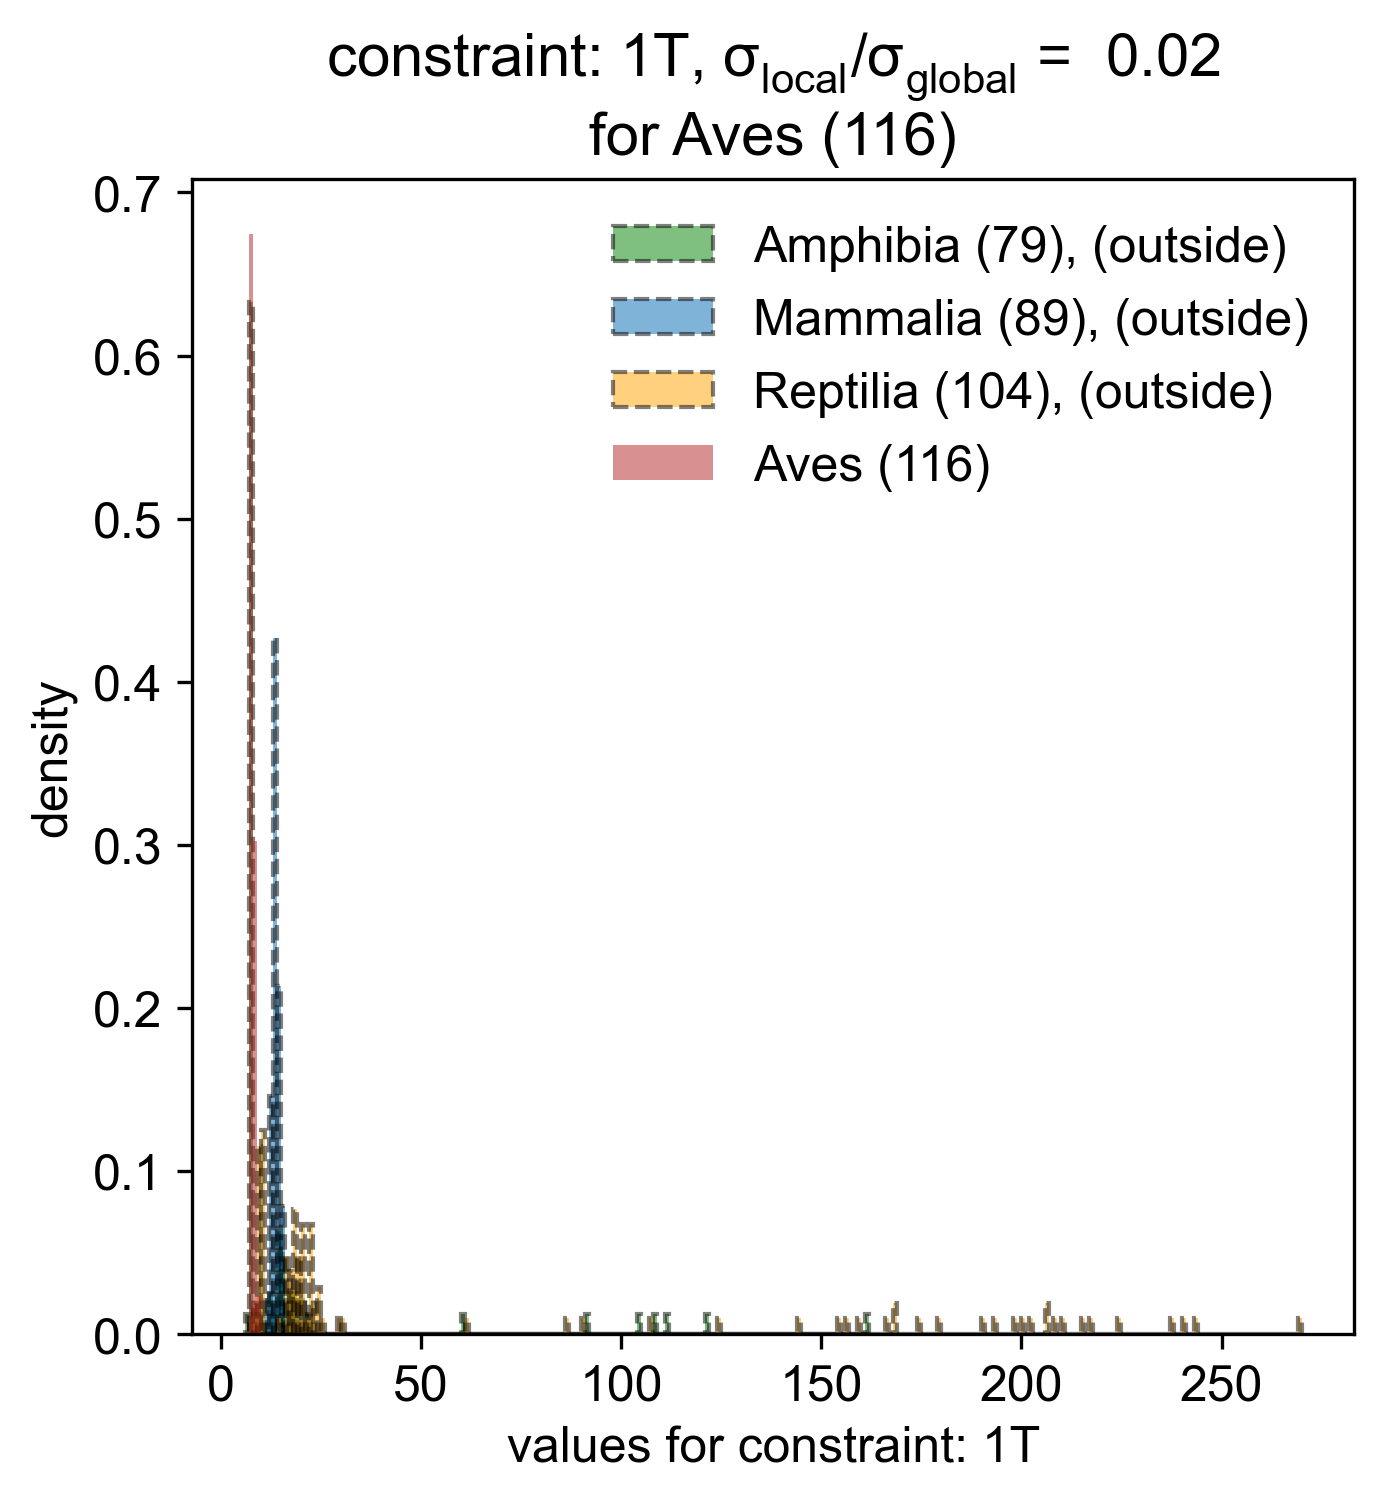 constraint: 1T, σlocal/σglobal = 0.02
for Aves (116)
0.7
0.6
0.5
0.4
0.3
0.2
0.1
0.0
density
Amphibia (79), (outside)
Mammalia (89), (outside)
Reptilia (104), (outside)
Aves (116)
0 50 100 150 200 250
values for constraint: 1T